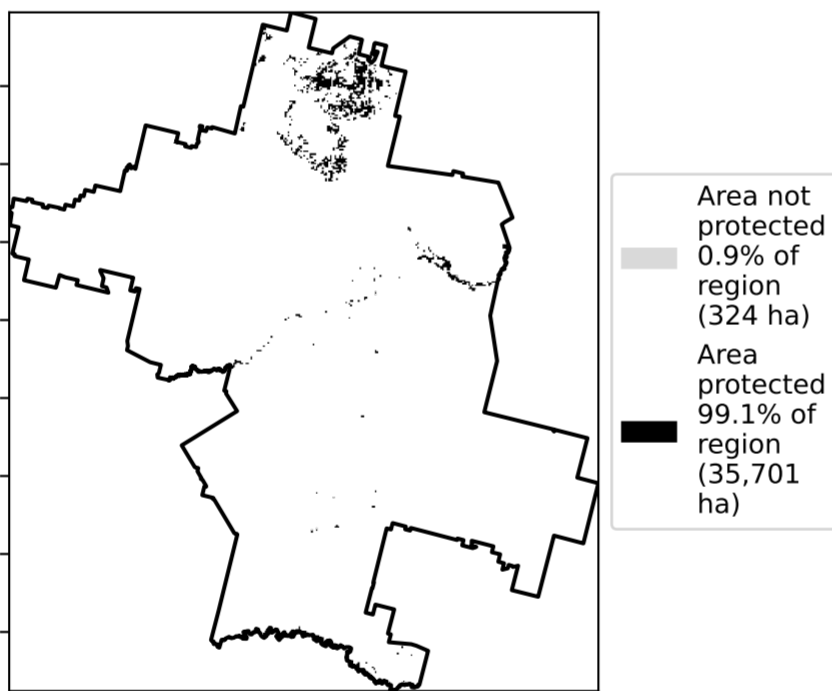 Area not
protected
0.9% of
region
(324 ha)
Area
protected
99.1% of
region
(35,701
ha)